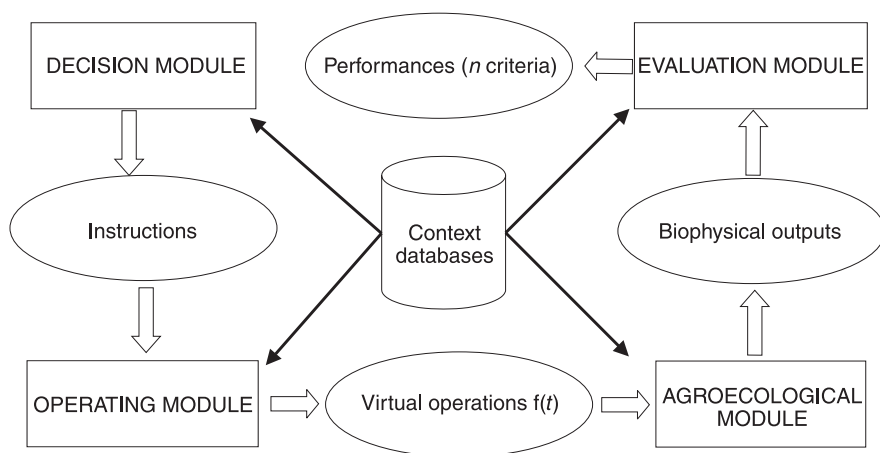 DECISION MODULE
Performances (n criteria)
EVALUATION MODULE
Instructions
Context
databases
Biophysical outputs
OPERATING MODULE
Virtual operations f(t)
AGROECOLOGICAL
MODULE